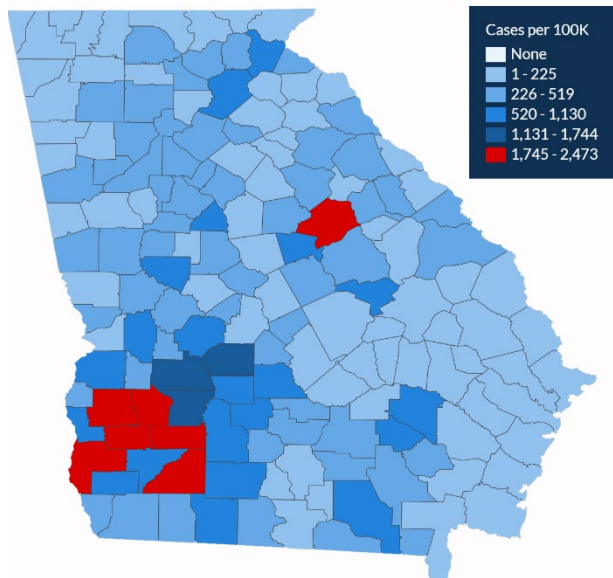 Cases per 100K
None
1 - 225
226 - 519
520 - 1,130
1,131 - 1,744
1,745 - 2,473